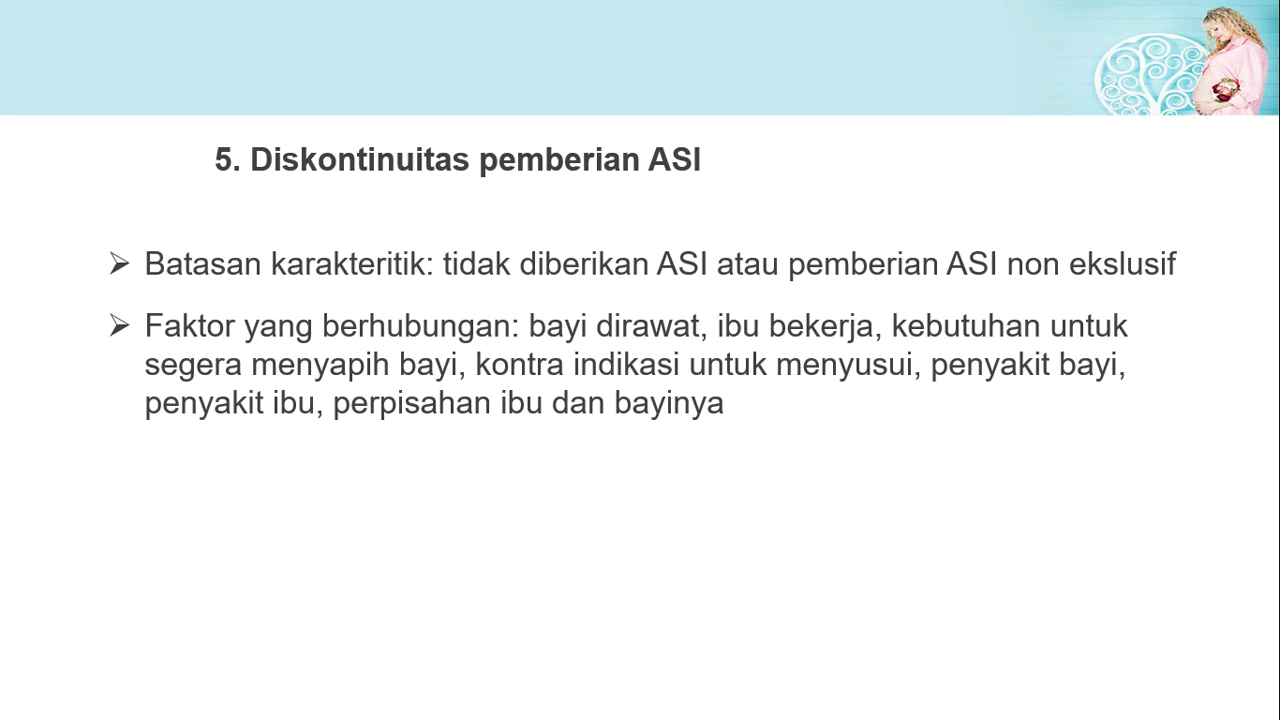 5. Diskontinuitas pemberian ASI
➢ Batasan karakteritik: tidak diberikan ASI atau pemberian ASI non ekslusif
➢ Faktor yang berhubungan: bayi dirawat, ibu bekerja, kebutuhan untuk
segera menyapih bayi, kontra indikasi untuk menyusui, penyakit bayi,
penyakit ibu, perpisahan ibu dan bayinya